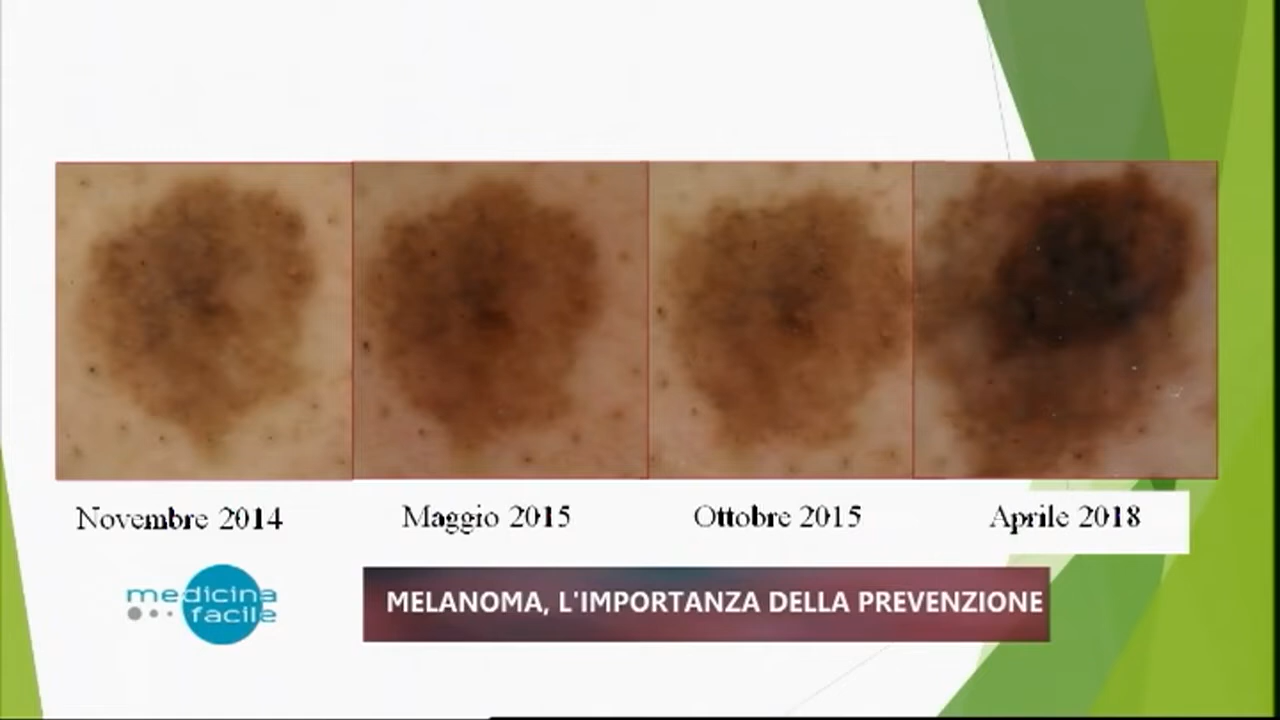 Novembre 2014
Maggio 2015
Ottobre 2015
Aprile 2018
medicina
facile
MELANOMA, L'IMPORTANZA DELLA PREVENZIONE